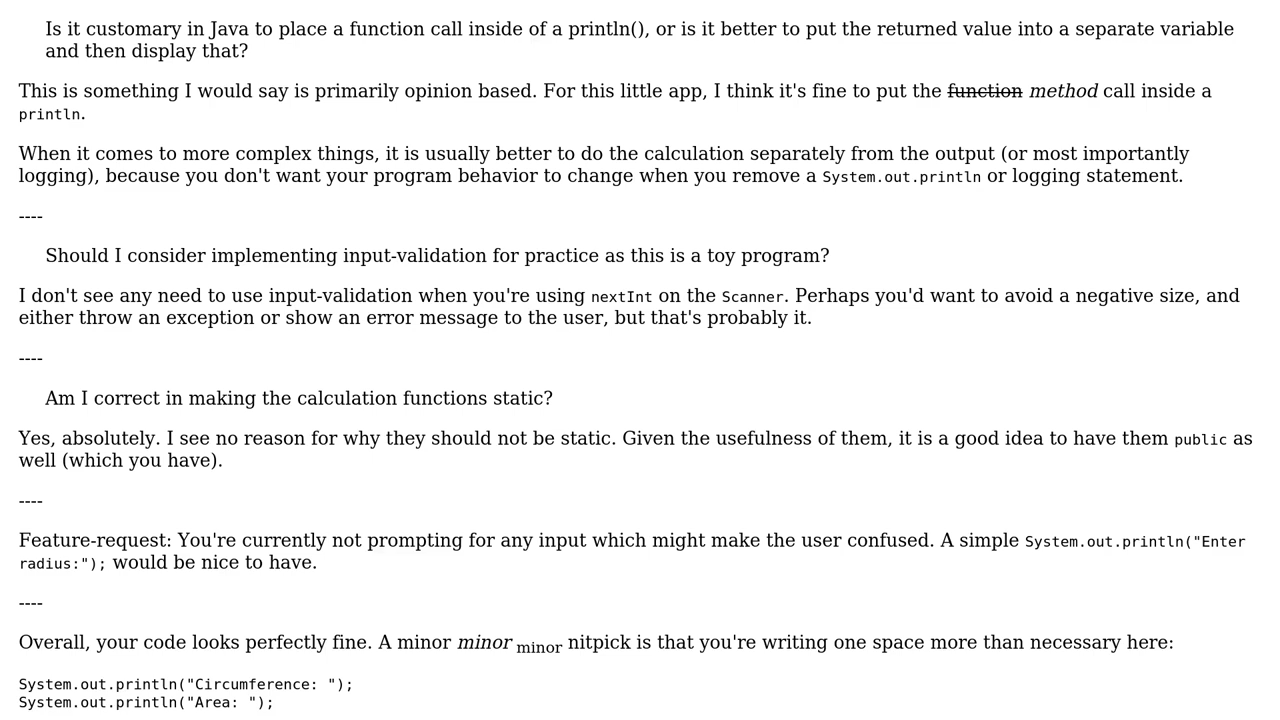 Is it customary in Java to place a function call inside of a println(), or is it better to put the returned value into a separate variable
and then display that?
This is something I would say is primarily opinion based. For this little app, I think it's fine to put the function method call inside a
println.
When it comes to more complex things, it is usually better to do the calculation separately from the output (or most importantly
logging), because you don't want your program behavior to change when you remove a System.out.println or logging statement.
----
Should I consider implementing input-validation for practice as this is a toy program?
I don't see any need to use input-validation when you're using nextInt on the Scanner. Perhaps you'd want to avoid a negative size, and
either throw an exception or show an error message to the user, but that's probably it.
----
Am I correct in making the calculation functions static?
Yes, absolutely. I see no reason for why they should not be static. Given the usefulness of them, it is a good idea to have them public as
well (which you have).
----
Feature-request: You're currently not prompting for any input which might make the user confused. A simple System.out.println("Enter
radius:"); would be nice to have.
----
Overall, your code looks perfectly fine. A minor minor minor nitpick is that you're writing one space more than necessary here:
System.out.println("Circumference: ");
System.out.println("Area: ");